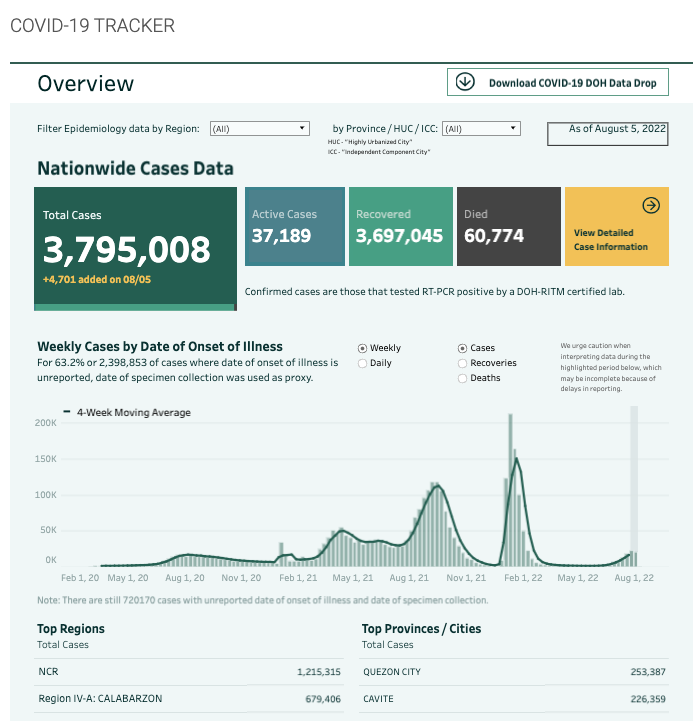 COVID-19 TRACKER
Overview
Download COVID-19 DOH Data Drop
Filter Epidemiology data by Region: (All)
by Province / HUC / ICC: (All)
HUC - "Highly Urbanized City"
ICC - "Independent Component City"
As of August 5, 2022
Nationwide Cases Data
Total Cases
3,795,008
+4,701 added on 08/05
Active Cases
37,189
Recovered
3,697,045
Died
60,774
View Detailed
Case Information
Confirmed cases are those that tested RT-PCR positive by a DOH-RITM certified lab.
Weekly Cases by Date of Onset of Illness
For 63.2% or 2,398,853 of cases where date of onset of illness is
unreported, date of specimen collection was used as proxy.
Weekly
Daily
Cases
Recoveries
Deaths
We urge caution when
interpreting data during the
highlighted period below, which
may be incomplete because of
delays in reporting.
4-Week Moving Average
200K
150K
100K
50K
0K
Feb 1, 20 May 1, 20 Aug 1, 20 Nov 1, 20 Feb 1, 21 May 1, 21 Aug 1, 21 Nov 1, 21 Feb 1, 22 May 1, 22 Aug 1, 22
Note: There are still 720170 cases with unreported date of onset of illness and date of specimen collection.
Top Regions
Total Cases
NCR 1,215,315
Region IV-A: CALABARZON 679,406
Top Provinces / Cities
Total Cases
QUEZON CITY 253,387
CAVITE 226,359